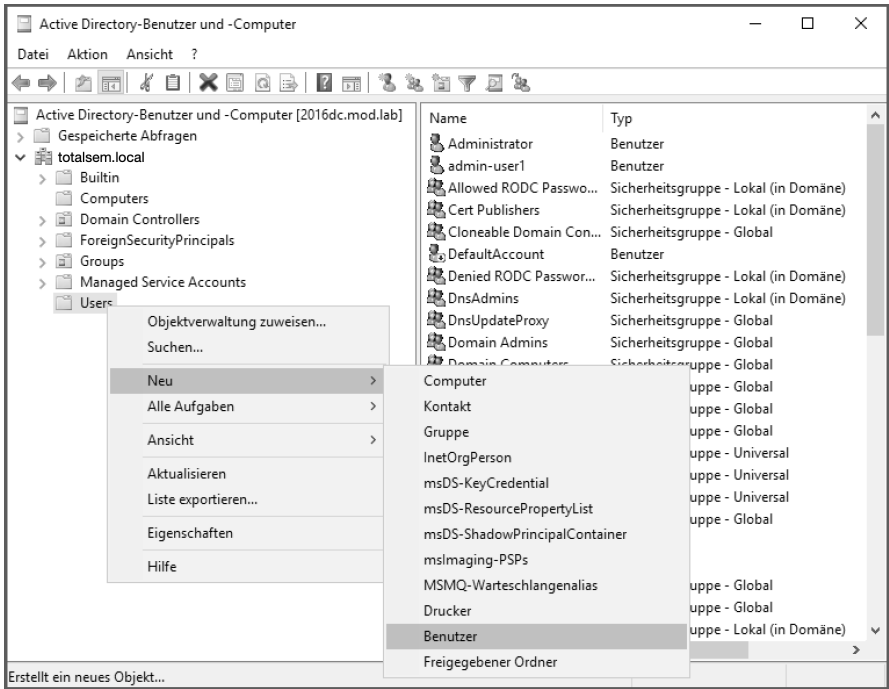 Active Directory-Benutzer und -Computer
Datei Aktion Ansicht ?
Active Directory-Benutzer und -Computer [2016dc.mod.lab]
Gespeicherte Abfragen
totalsem.local
Builtin
Computers
Domain Controllers
ForeignSecurityPrincipals
Groups
Managed Service Accounts
Users
Name Typ
Administrator Benutzer
admin-user1 Benutzer
Allowed RODC Passwo... Sicherheitsgruppe - Lokal (in Domäne)
Cert Publishers Sicherheitsgruppe - Lokal (in Domäne)
Cloneable Domain Con... Sicherheitsgruppe - Global
DefaultAccount Benutzer
Denied RODC Passwor... Sicherheitsgruppe - Lokal (in Domäne)
DnsAdmins Sicherheitsgruppe - Lokal (in Domäne)
DnsUpdateProxy Sicherheitsgruppe - Global
Domain Admins Sicherheitsgruppe - Global
Domain Computers Sicherheitsgruppe - Global
uppe - Global
uppe - Global
uppe - Global
uppe - Universal
uppe - Universal
uppe - Universal
uppe - Global
uppe - Global
uppe - Global
uppe - Lokal (in Domäne)
Objektverwaltung zuweisen...
Suchen...
Neu
Alle Aufgaben
Ansicht
Aktualisieren
Liste exportieren...
Eigenschaften
Hilfe
Computer
Kontakt
Gruppe
InetOrgPerson
msDS-KeyCredential
msDS-ResourcePropertyList
msDS-ShadowPrincipalContainer
msImaging-PSPs
MSMQ-Warteschlangenalias
Drucker
Benutzer
Freigegebener Ordner
Erstellt ein neues Objekt...